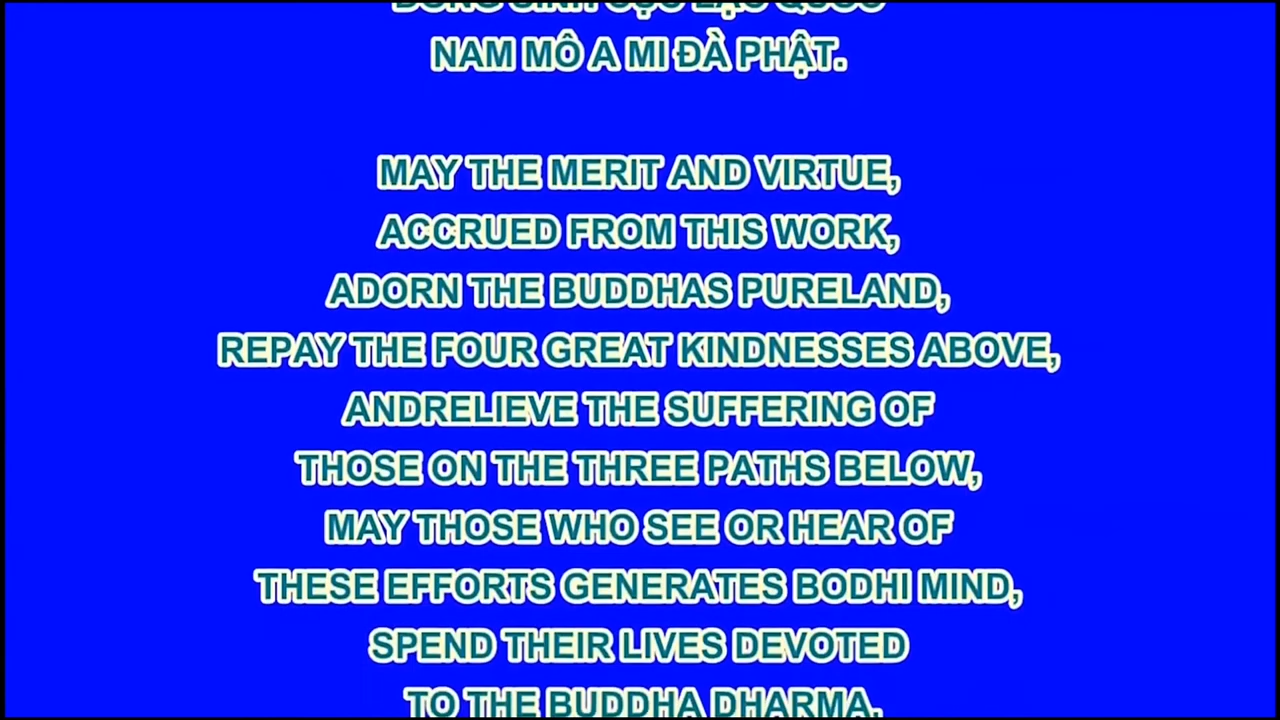 NAM MÔ A MI ĐÀ PHẬT.
MAY THE MERIT AND VIRTUE,
ACCRUED FROM THIS WORK,
ADORN THE BUDDHAS PURELAND,
REPAY THE FOUR GREAT KINDNESSES ABOVE,
ANDRELIEVE THE SUFFERING OF
THOSE ON THE THREE PATHS BELOW,
MAY THOSE WHO SEE OR HEAR OF
THESE EFFORTS GENERATES BODHI MIND,
SPEND THEIR LIVES DEVOTED
TO THE BUDDHA DHARMA,